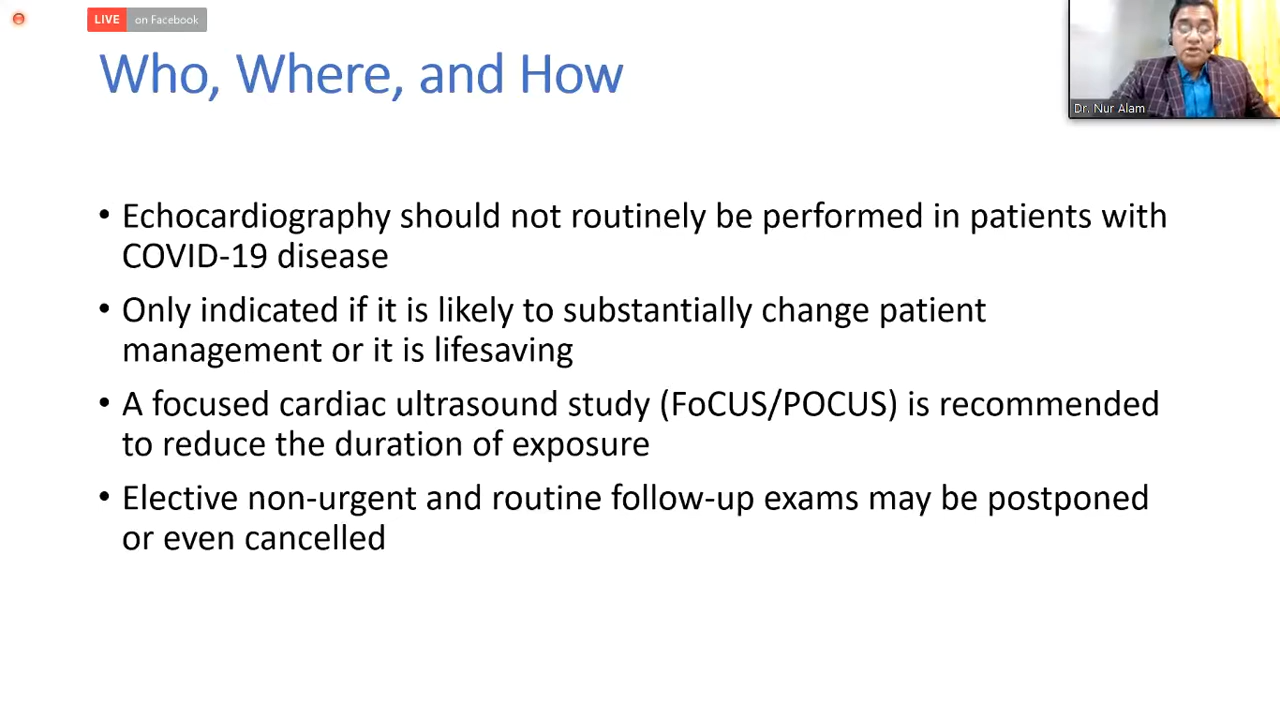 LIVE on Facebook
Who, Where, and How
Dr. Nur Alam
• Echocardiography should not routinely be performed in patients with
COVID-19 disease
• Only indicated if it is likely to substantially change patient
management or it is lifesaving
• A focused cardiac ultrasound study (FoCUS/POCUS) is recommended
to reduce the duration of exposure
• Elective non-urgent and routine follow-up exams may be postponed
or even cancelled